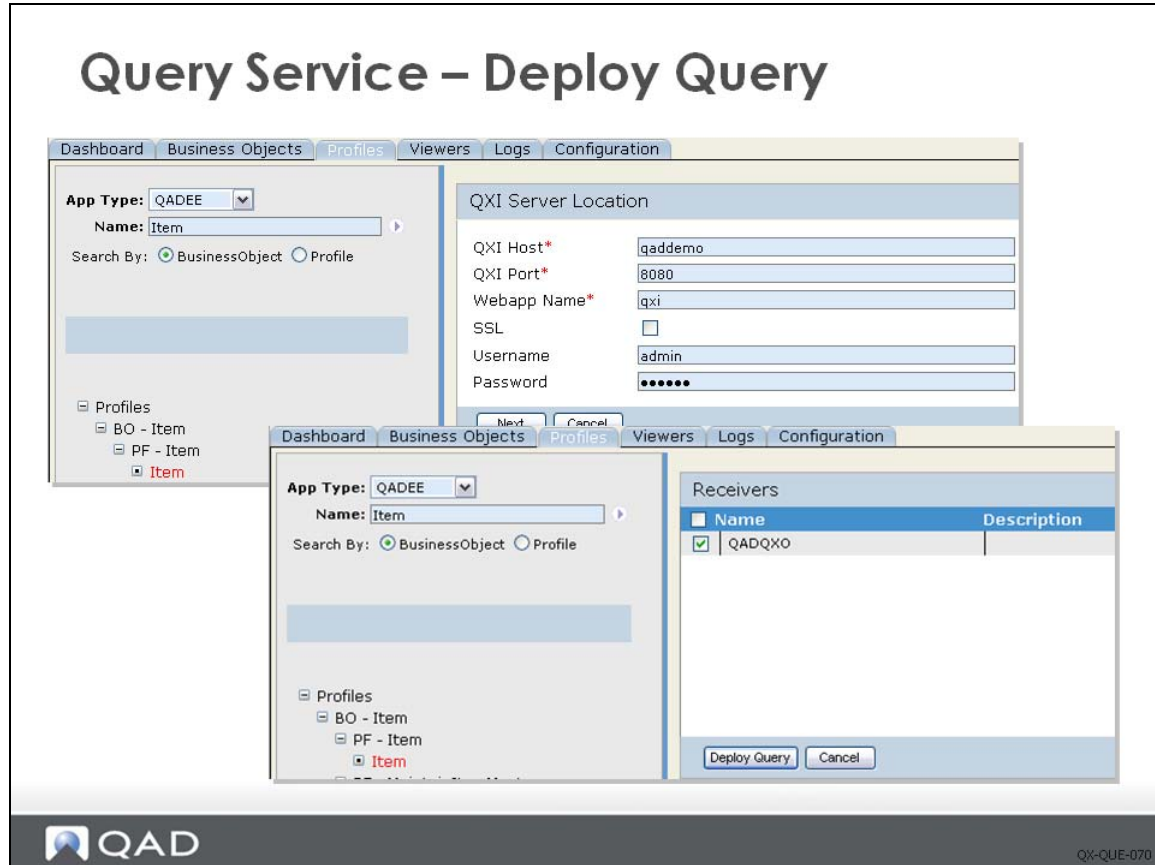 Query Service – Deploy Query
Dashboard Business Objects Profiles Viewers Logs Configuration
App Type: QADEE
Name: Item
Search By: BusinessObject Profile
Profiles
BO - Item
PF - Item
Item
QXI Server Location
QXI Host* qaddemo
QXI Port* 8080
Webapp Name* qxi
SSL
Username admin
Password ••••••
Next Cancel
Dashboard Business Objects Profiles Viewers Logs Configuration
App Type: QADEE
Name: Item
Search By: BusinessObject Profile
Profiles
BO - Item
PF - Item
Item
Receivers
Name Description
QADQXO
Deploy Query Cancel
QAD
QX-QUE-070